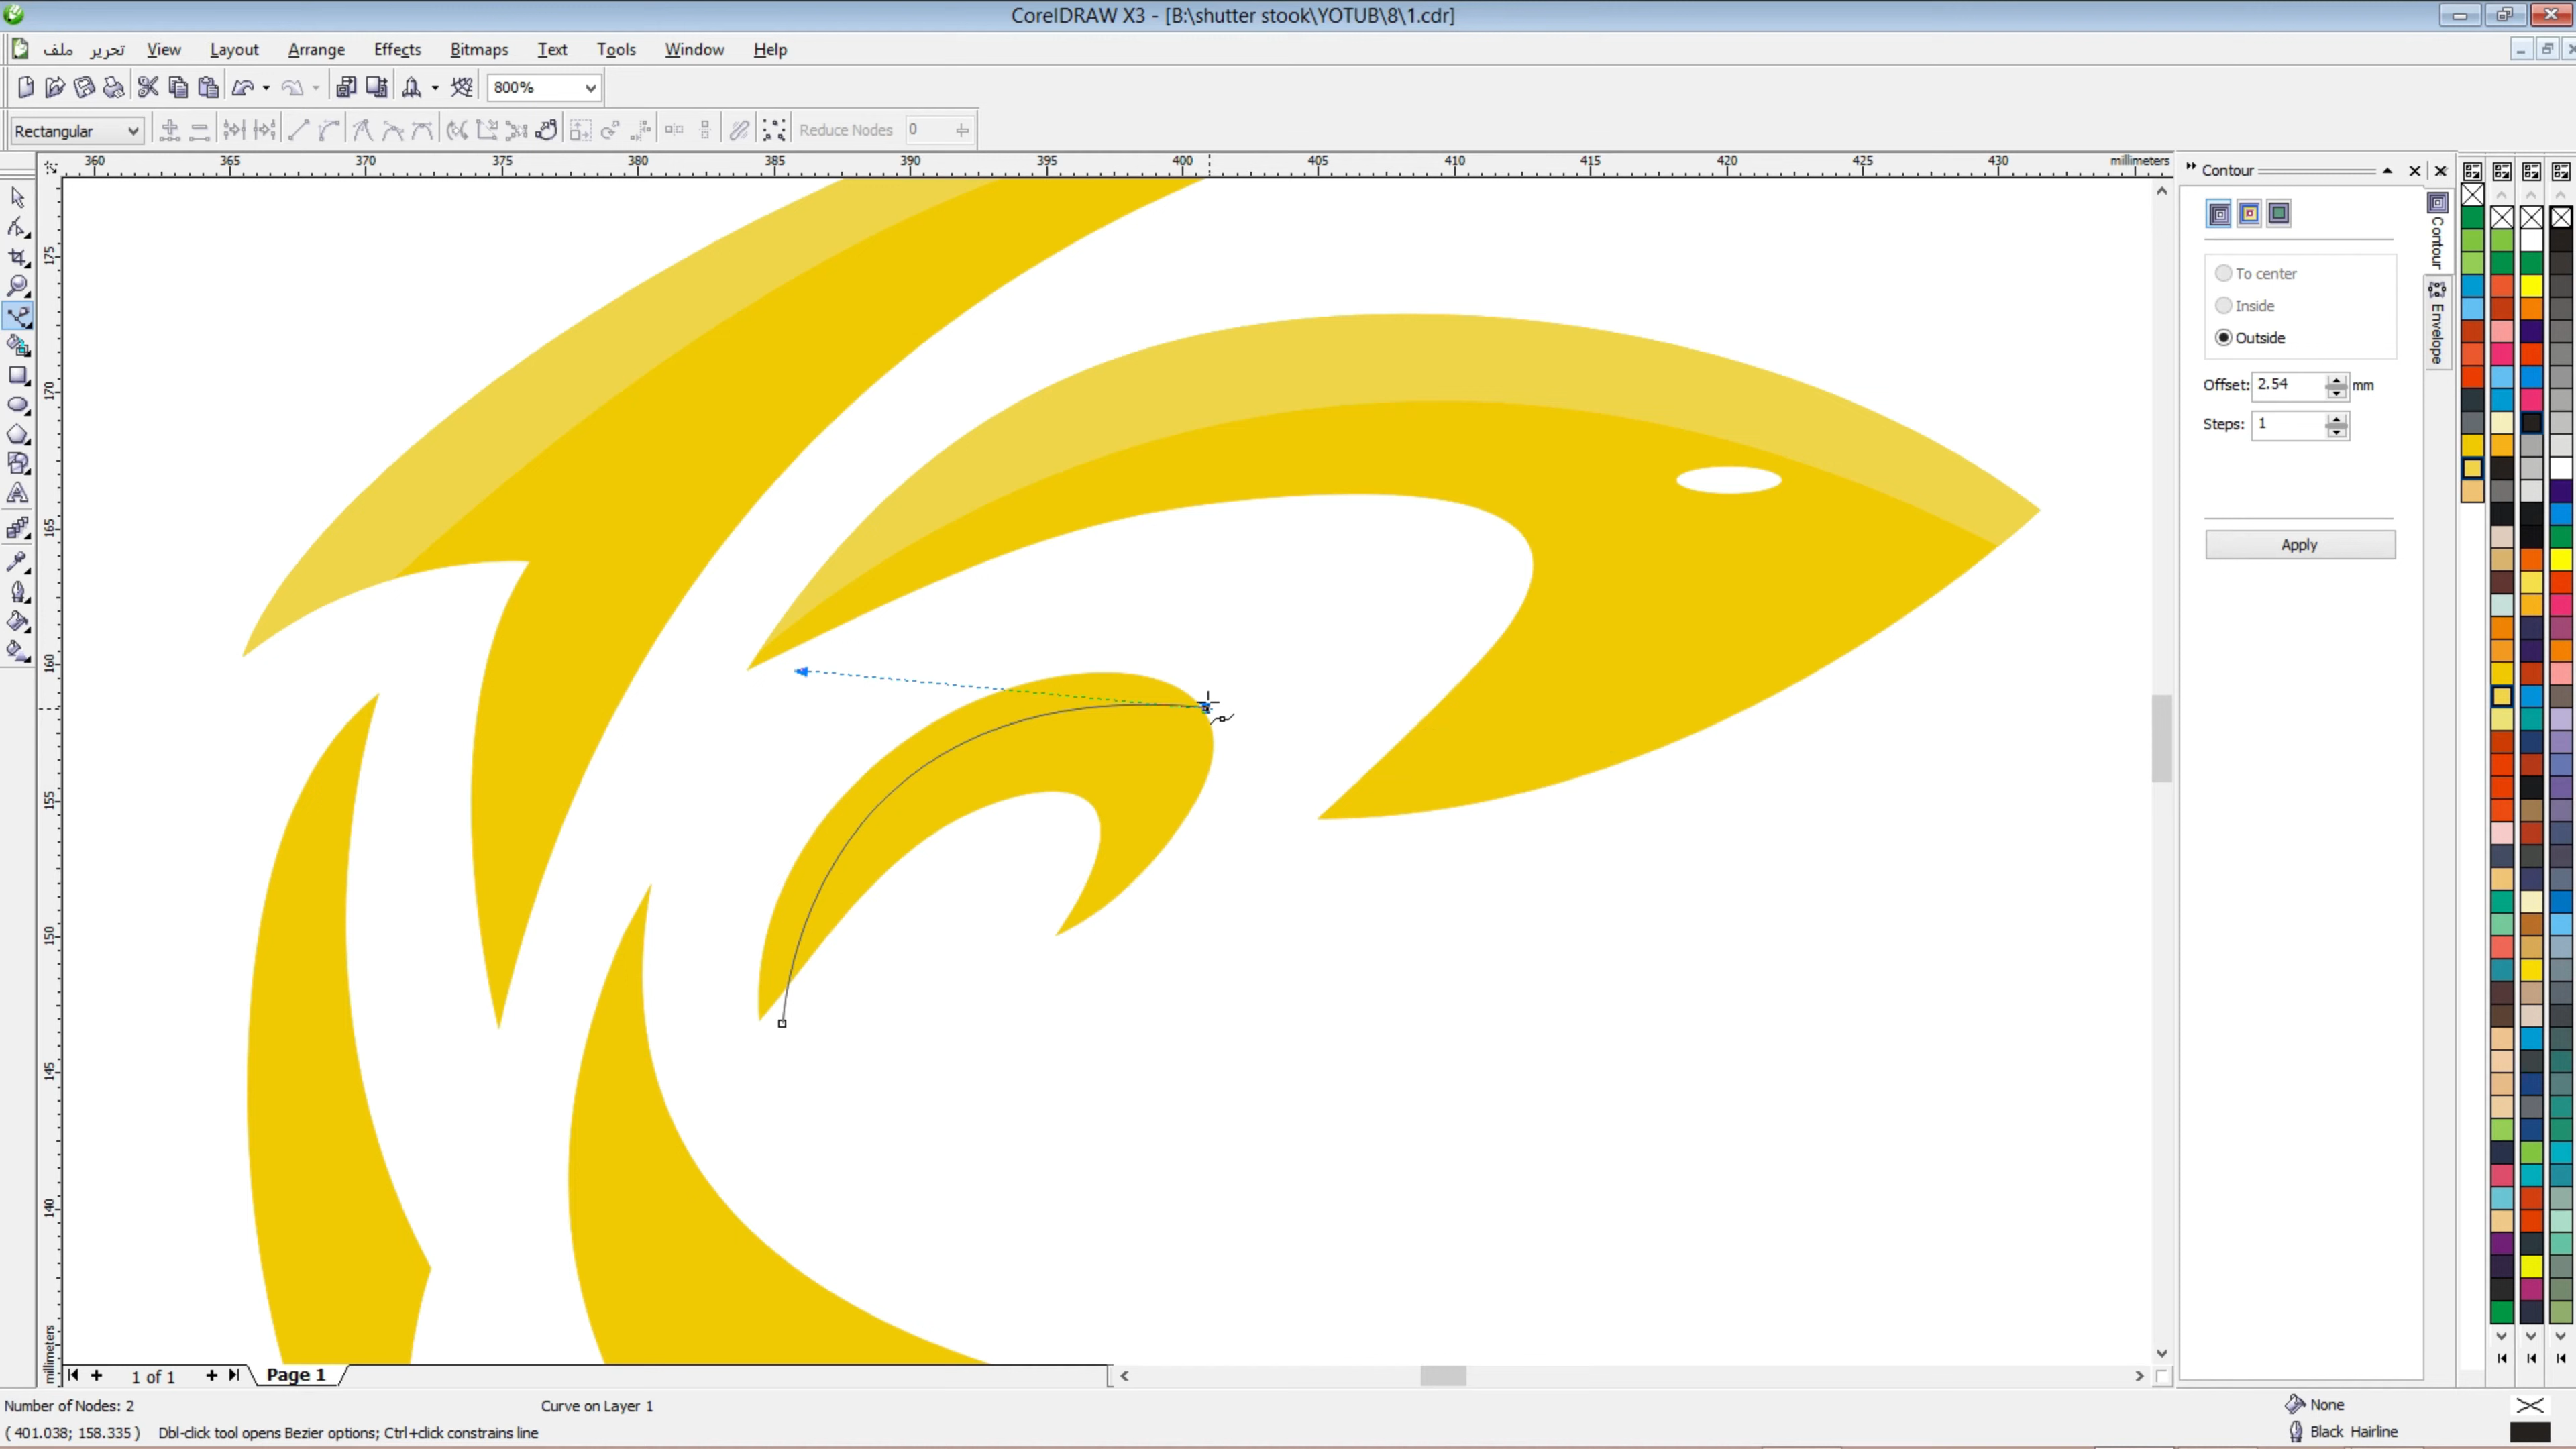 CorelDRAW X3 - [B:\shutter stook\YOTUB\8\1.cdr]
ملف تحرير View Layout Arrange Effects Bitmaps Text Tools Window Help
800%
Rectangular Reduce Nodes 0
360 365 370 375 380 385 390 395 400 405 410 415 420 425 430 millimeters
175
170
165
160
155
150
145
140
millimeters
Contour
To center
Inside
Outside
Offset: 2.54 mm
Steps: 1
Apply
Contour
Envelope
1 of 1 Page 1
Number of Nodes: 2 Curve on Layer 1 None
( 401.038; 158.335 ) Dbl-click tool opens Bezier options; Ctrl+click constrains line Black Hairline